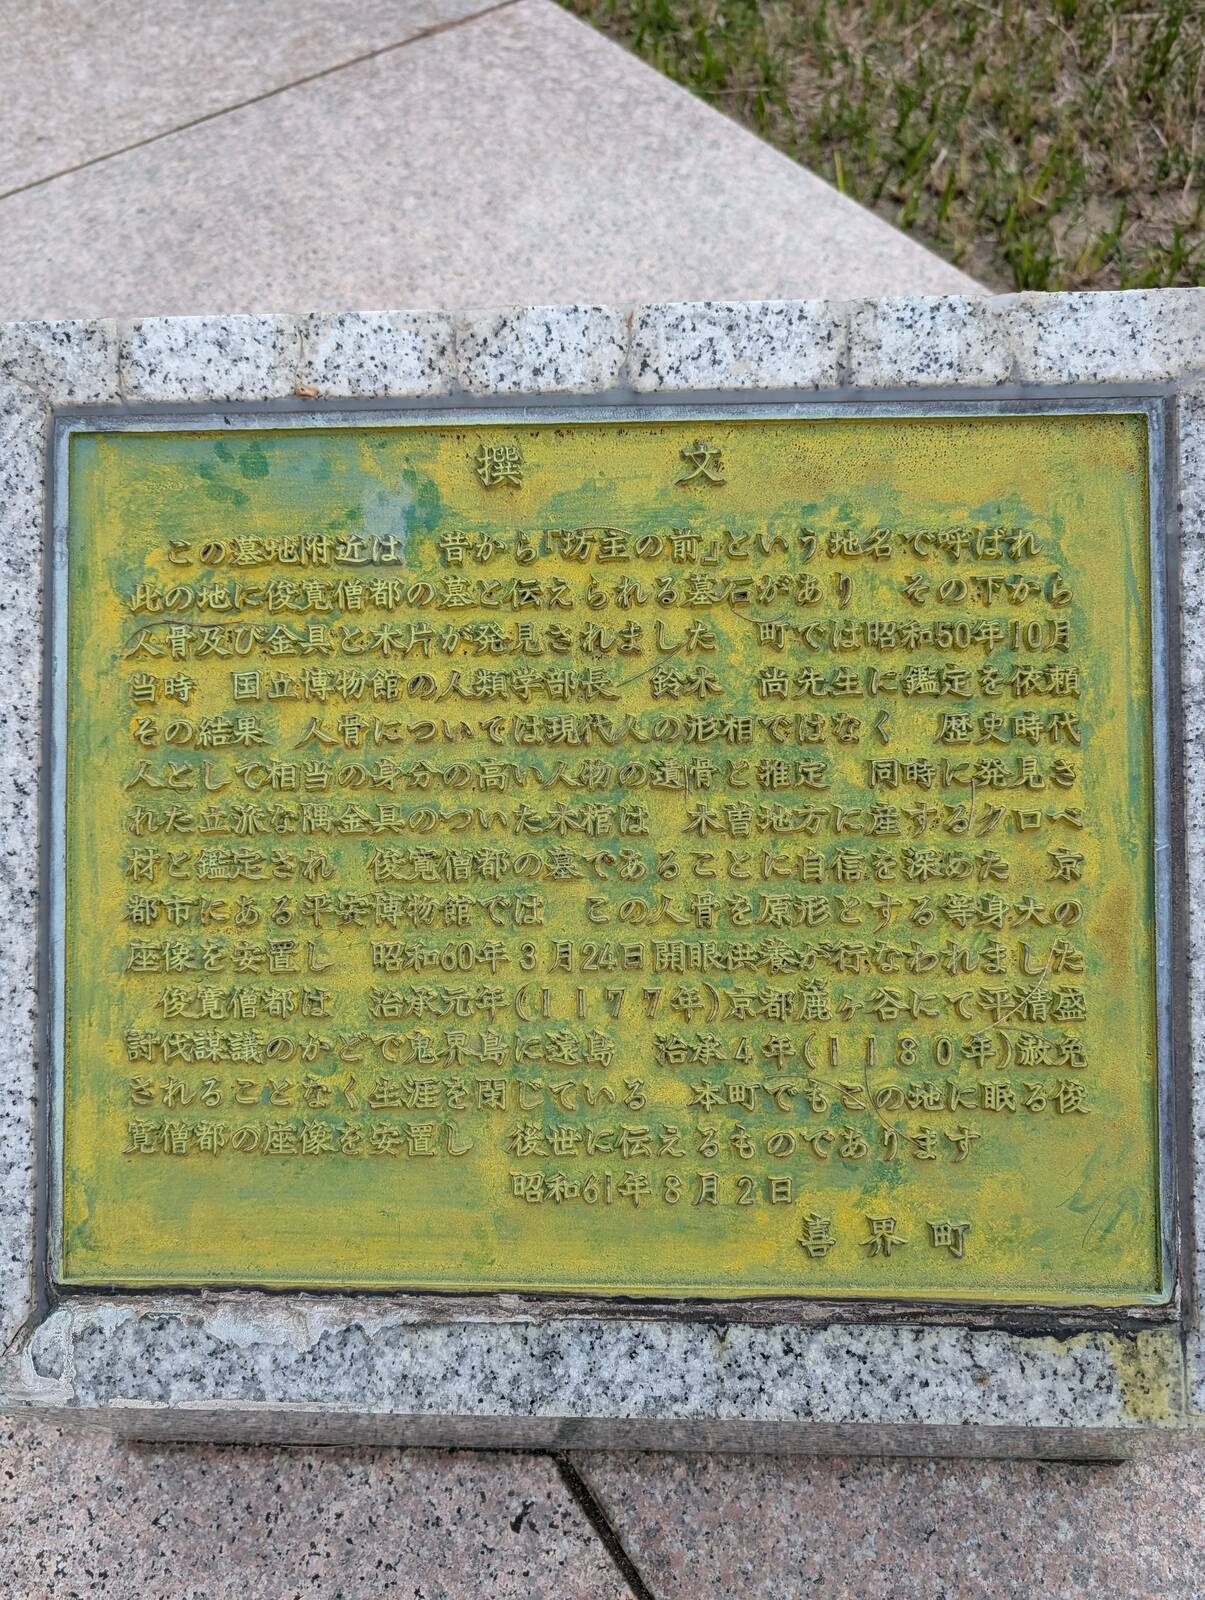 撰文
この墓地附近は 昔から「坊主の前」という地名で呼ばれ
此の地に俊寛僧都の墓と伝えられる墓石があり その下から
人骨及び金具と木片が発見されました 町では昭和50年10月
当時 国立博物館の人類学部長 鈴木 尚先生に鑑定を依頼
その結果 人骨については現代人の形相ではなく 歴史時代
人として相当の身分の高い人物の遺骨と推定 同時に発見さ
れた立派な隅金具のついた木棺は 木曽地方に産するクロベ
材と鑑定され 俊寛僧都の墓であることに自信を深めた 京
都市にある平安博物館では この人骨を原形とする等身大の
座像を安置し 昭和60年3月24日開眼供養が行なわれました
俊寛僧都は 治承元年(1177年)京都鹿ヶ谷にて平清盛
討伐謀議のかどで鬼界島に遠島 治承4年(1180年)赦免
されることなく生涯を閉じている 本町でもこの地に眠る俊
寛僧都の座像を安置し 後世に伝えるものであります
昭和61年8月2日
喜界町